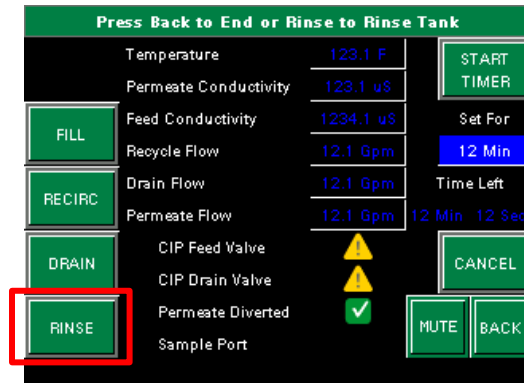 Press Back to End or Rinse to Rinse Tank
Temperature 123.1 F
START TIMER
Permeate Conductivity 123.1 uS
FILL
Feed Conductivity 1234.1 uS
Set For
Recycle Flow 12.1 Gpm
12 Min
RECIRC
Drain Flow 12.1 Gpm
Time Left
Permeate Flow 12.1 Gpm
12 Min 12 Sec
DRAIN
CIP Feed Valve
CIP Drain Valve
CANCEL
RINSE
Permeate Diverted
Sample Port
MUTE
BACK